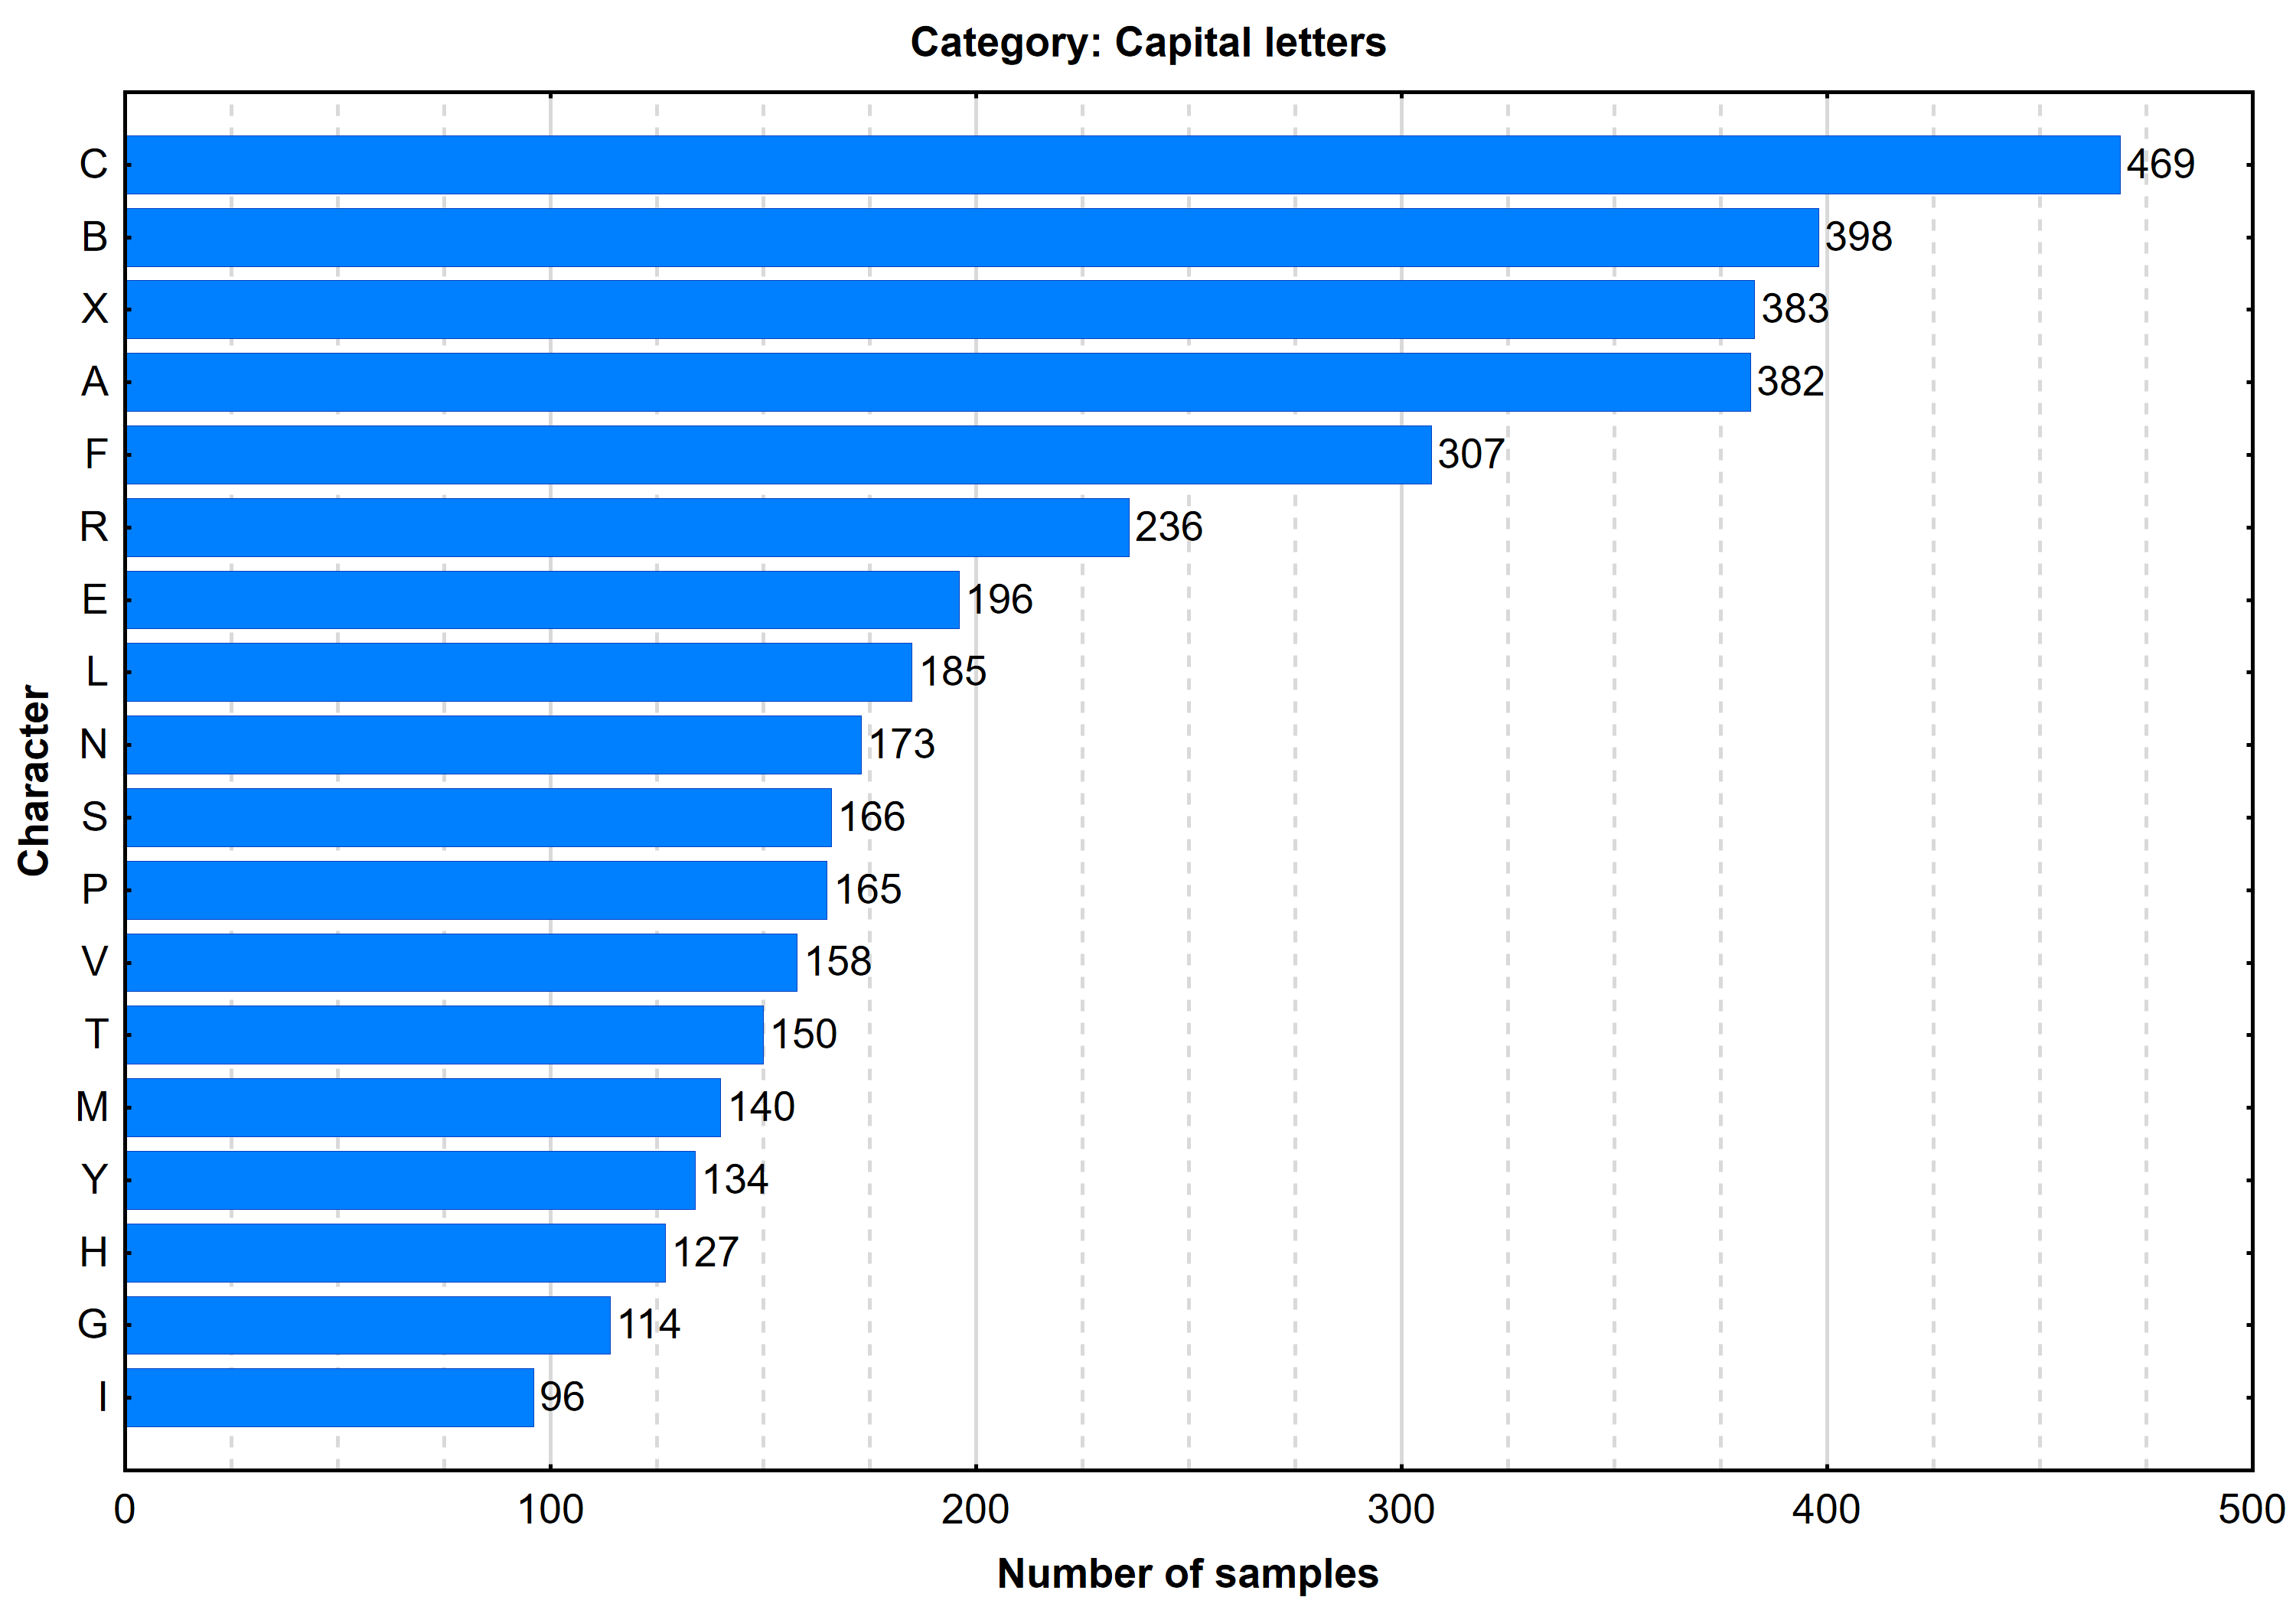 Category: Capital letters
C 469
B 398
X 383
A 382
F 307
R 236
E 196
L 185
N 173
S 166
P 165
V 158
T 150
M 140
Y 134
H 127
G 114
I 96
Character
0 100 200 300 400 500
Number of samples